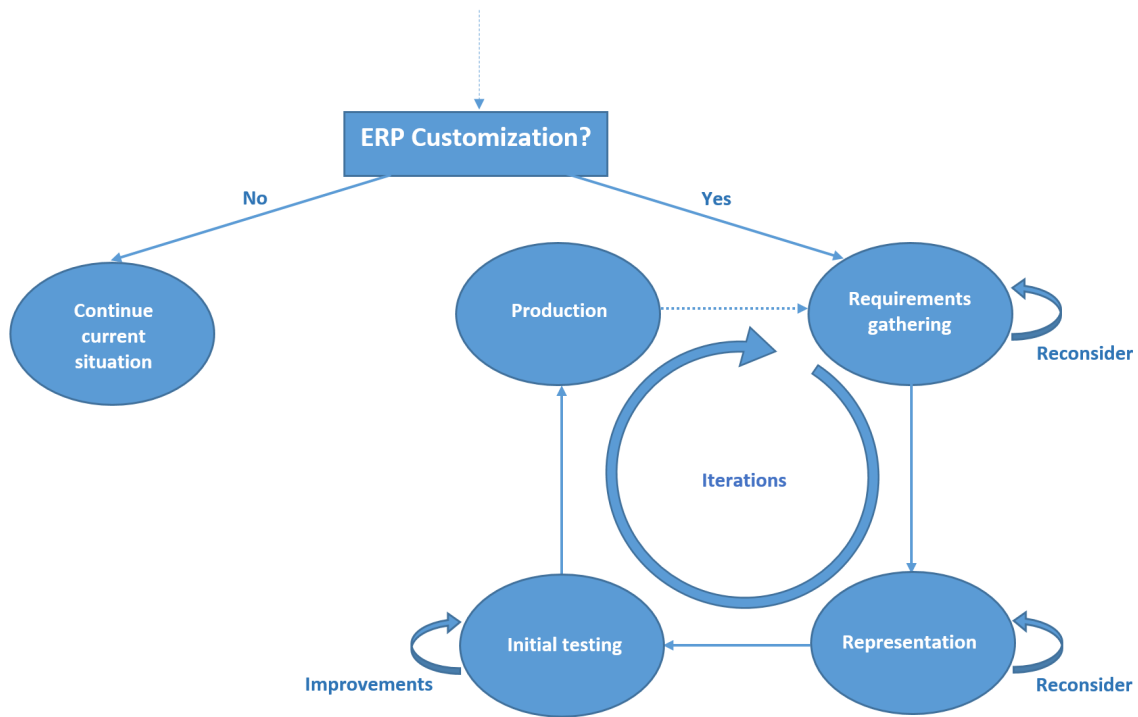 ERP Customization?
No
Yes
Continue
current
situation
Production
Requirements
gathering
Reconsider
Iterations
Initial testing
Representation
Improvements
Reconsider